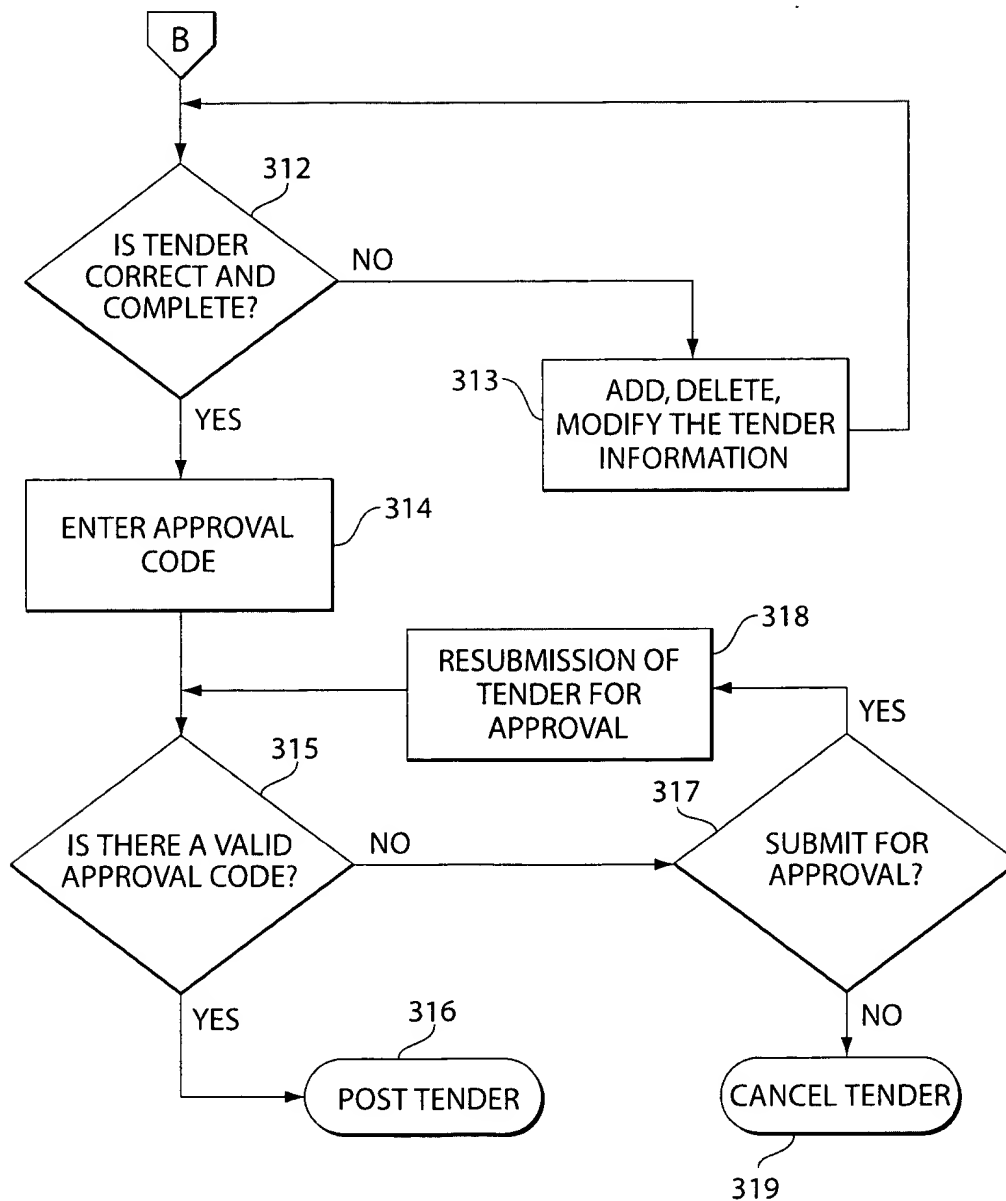 B
312
IS TENDER
CORRECT AND
COMPLETE?
NO
YES
313
ADD, DELETE,
MODIFY THE TENDER
INFORMATION
ENTER APPROVAL
CODE
314
318
RESUBMISSION OF
TENDER FOR
APPROVAL
YES
315
IS THERE A VALID
APPROVAL CODE?
NO
317
SUBMIT FOR
APPROVAL?
YES
316
POST TENDER
NO
CANCEL TENDER
319